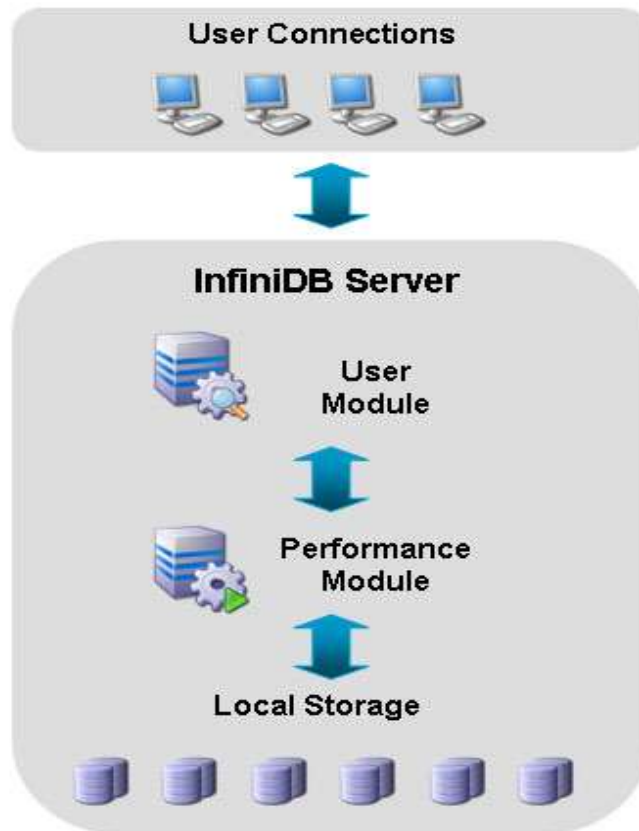 User Connections
InfiniDB Server
User
Module
Performance
Module
Local Storage